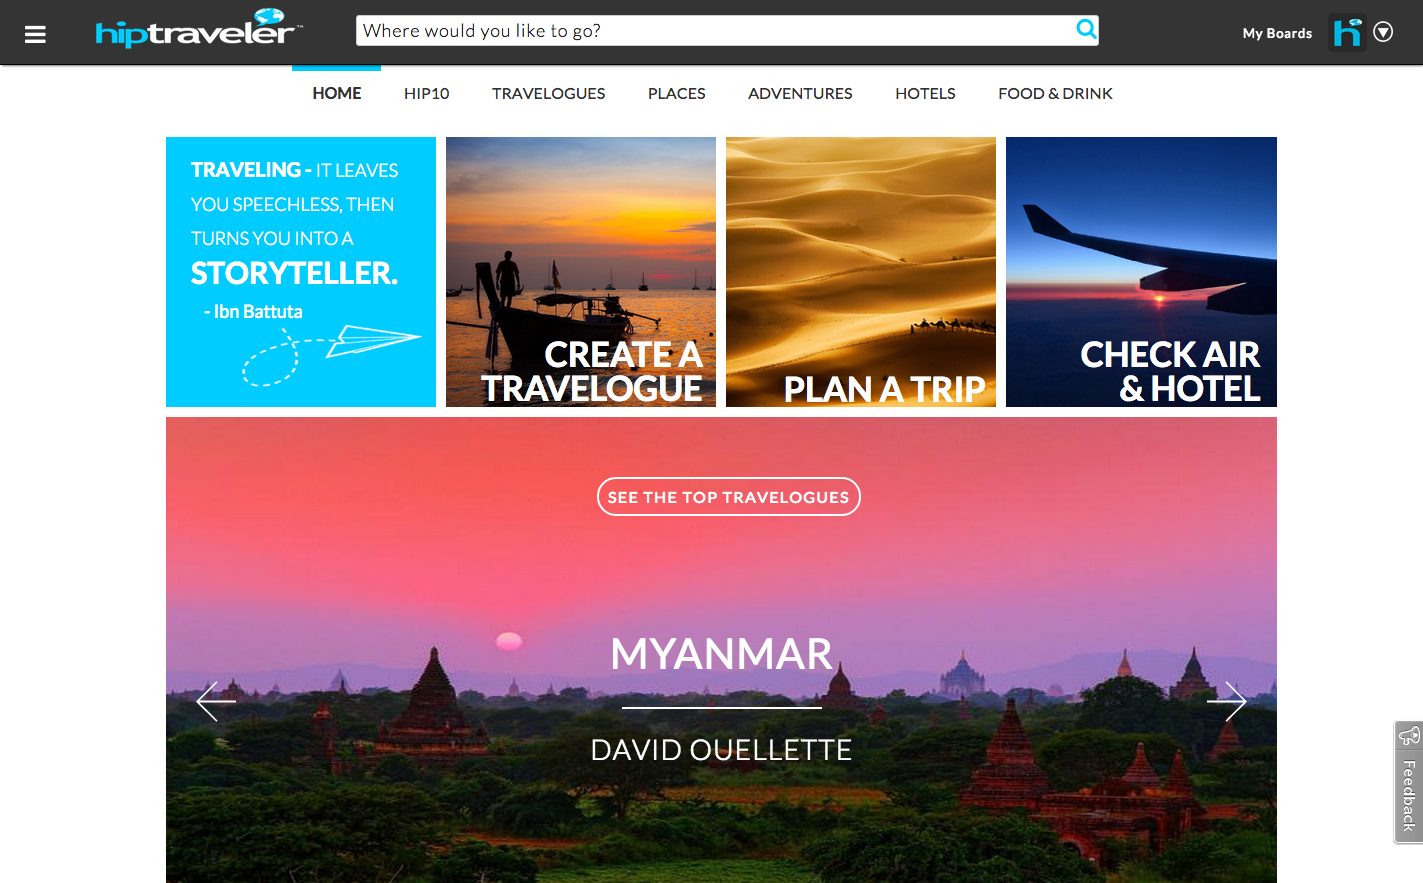 hiptraveler™
Where would you like to go?
My Boards
h
HOME
HIP10
TRAVELOGUES
PLACES
ADVENTURES
HOTELS
FOOD & DRINK
TRAVELING - IT LEAVES
YOU SPEECHLESS, THEN
TURNS YOU INTO A
STORYTELLER.
- Ibn Battuta
CREATE A
TRAVELOGUE
PLAN A TRIP
CHECK AIR
& HOTEL
SEE THE TOP TRAVELOGUES
MYANMAR
DAVID OUELLETTE
Feedback